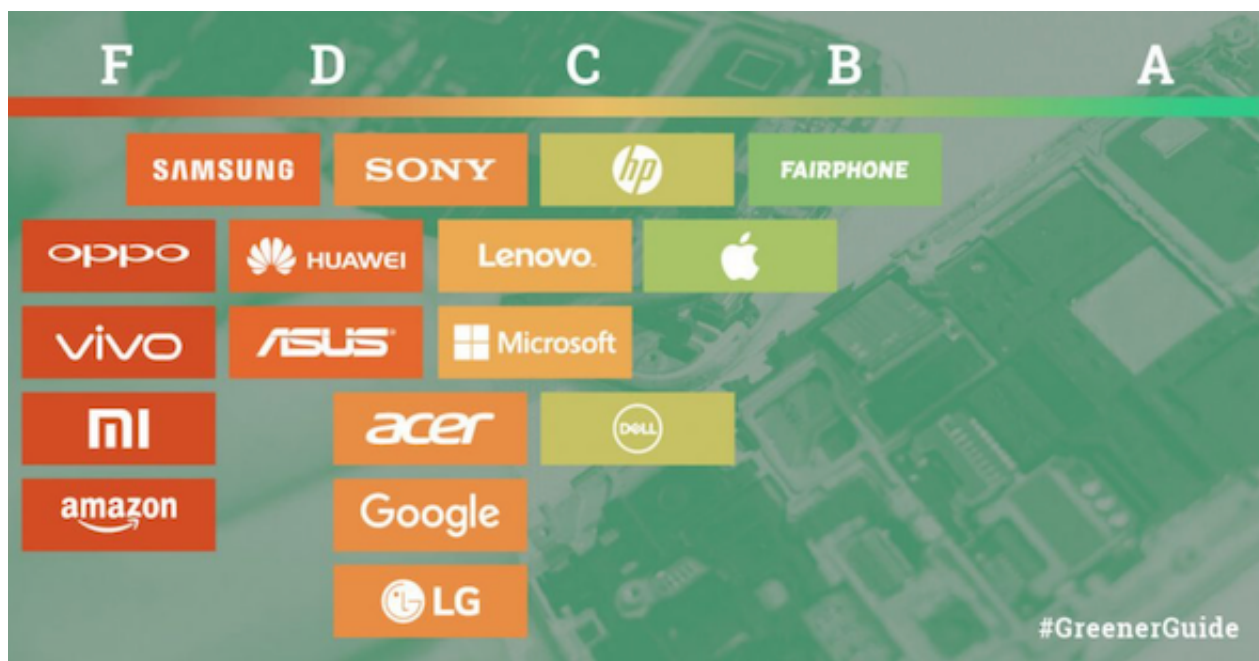 F D C B A
SAMSUNG SONY hp FAIRPHONE
oppo HUAWEI Lenovo.
vivo ASUS Microsoft
mi acer DELL
amazon Google
LG
#GreenerGuide